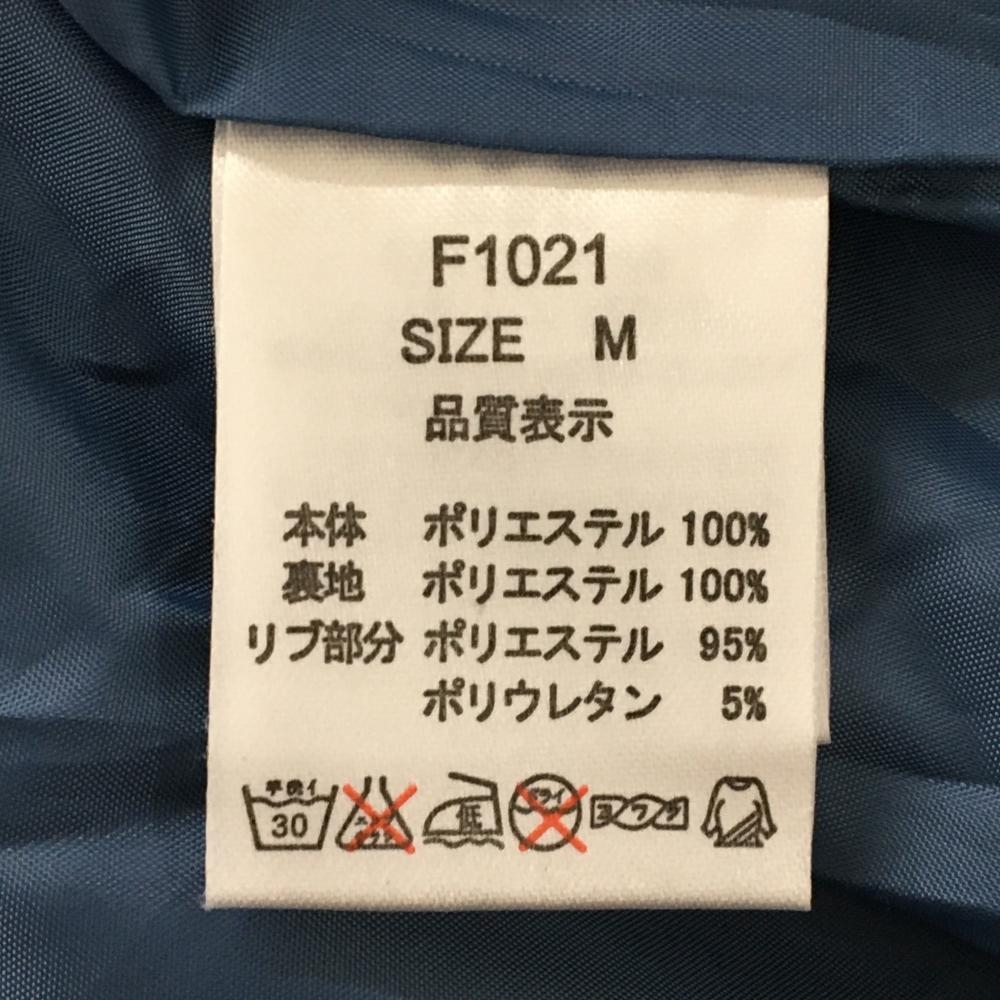 F1021
SIZE M
品質表示
本体 ポリエステル 100%
裏地 ポリエステル 100%
リブ部分 ポリエステル 95%
ポリウレタン 5%
手洗イ 30 低 ドライ ヨワク